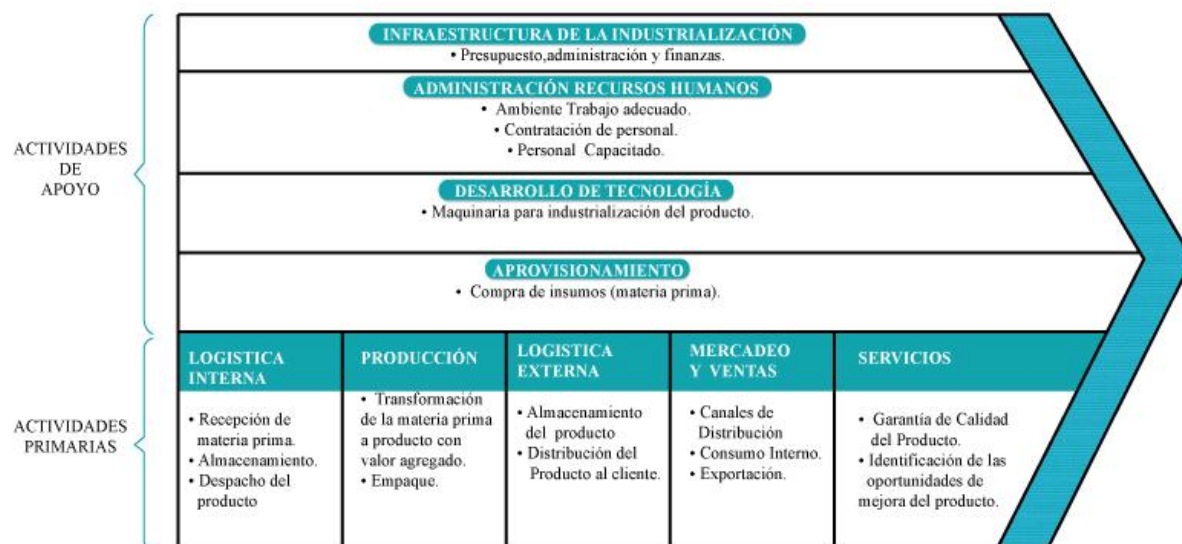 INFRAESTRUCTURA DE LA INDUSTRIALIZACIÓN
• Presupuesto,administración y finanzas.
ADMINISTRACIÓN RECURSOS HUMANOS
• Ambiente Trabajo adecuado.
• Contratación de personal.
• Personal Capacitado.
ACTIVIDADES
DE
APOYO
DESARROLLO DE TECNOLOGÍA
• Maquinaria para industrialización del producto.
APROVISIONAMIENTO
• Compra de insumos (materia prima).
ACTIVIDADES
PRIMARIAS
LOGISTICA
INTERNA
• Recepción de
materia prima.
• Almacenamiento.
• Despacho del
producto
PRODUCCIÓN
• Transformación
de la materia prima
a producto con
valor agregado.
• Empaque.
LOGISTICA
EXTERNA
• Almacenamiento
del producto
• Distribución del
Producto al cliente.
MERCADEO
Y VENTAS
• Canales de
Distribución
• Consumo Interno.
• Exportación.
SERVICIOS
• Garantía de Calidad
del Producto.
• Identificación de las
oportunidades de
mejora del producto.